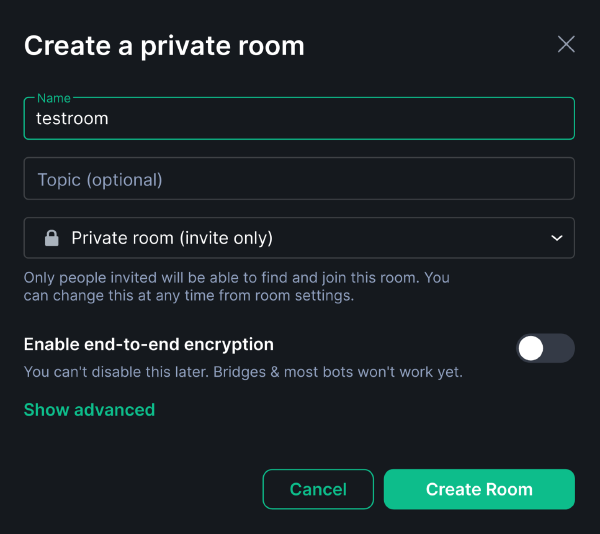 Create a private room
Name
testroom
Topic (optional)
Private room (invite only)
Only people invited will be able to find and join this room. You
can change this at any time from room settings.
Enable end-to-end encryption
You can't disable this later. Bridges & most bots won't work yet.
Show advanced
Cancel
Create Room